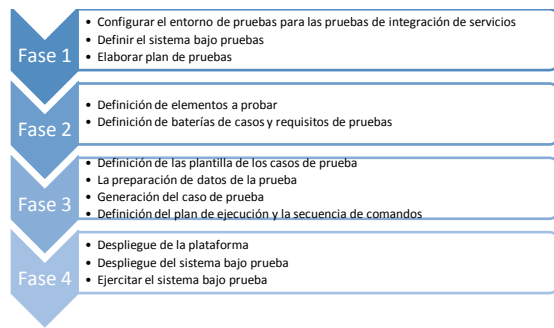 Fase 1
• Configurar el entorno de pruebas para las pruebas de integración de servicios
• Definir el sistema bajo pruebas
• Elaborar plan de pruebas
Fase 2
• Definición de elementos a probar
• Definición de baterías de casos y requisitos de pruebas
Fase 3
• Definición de las plantilla de los casos de prueba
• La preparación de datos de la prueba
• Generación del caso de prueba
• Definición del plan de ejecución y la secuencia de comandos
Fase 4
• Despliegue de la plataforma
• Despliegue del sistema bajo prueba
• Ejercitar el sistema bajo prueba